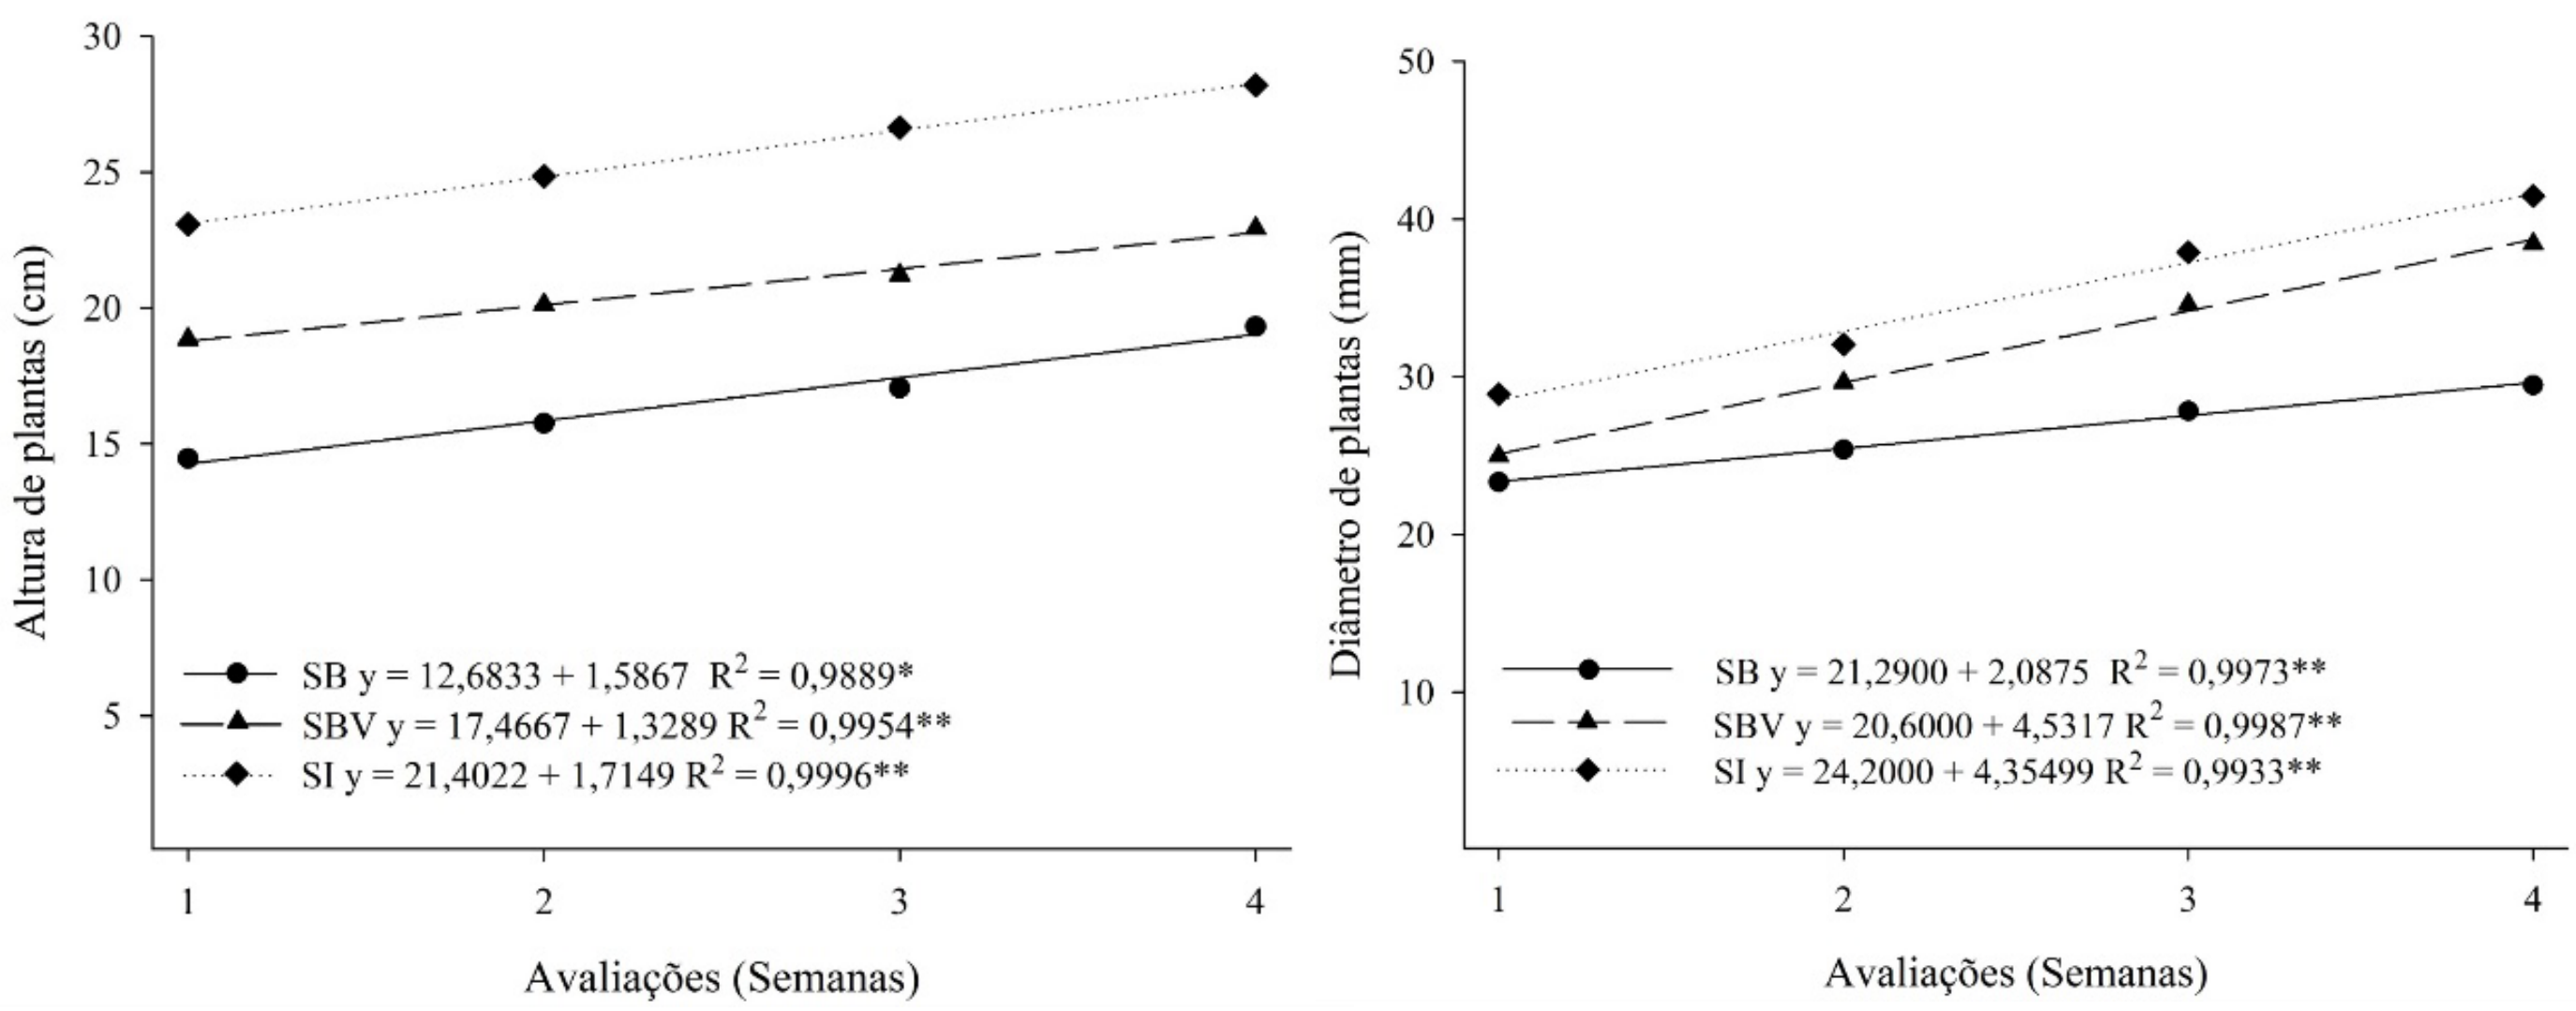 Altura de plantas (cm)
30
25
20
15
10
5
SB y = 12,6833 + 1,5867 R² = 0,9889*
SBV y = 17,4667 + 1,3289 R² = 0,9954**
SI y = 21,4022 + 1,7149 R² = 0,9996**
1 2 3 4
Avaliações (Semanas)
Diâmetro de plantas (mm)
50
40
30
20
10
SB y = 21,2900 + 2,0875 R² = 0,9973**
SBV y = 20,6000 + 4,5317 R² = 0,9987**
SI y = 24,2000 + 4,35499 R² = 0,9933**
1 2 3 4
Avaliações (Semanas)